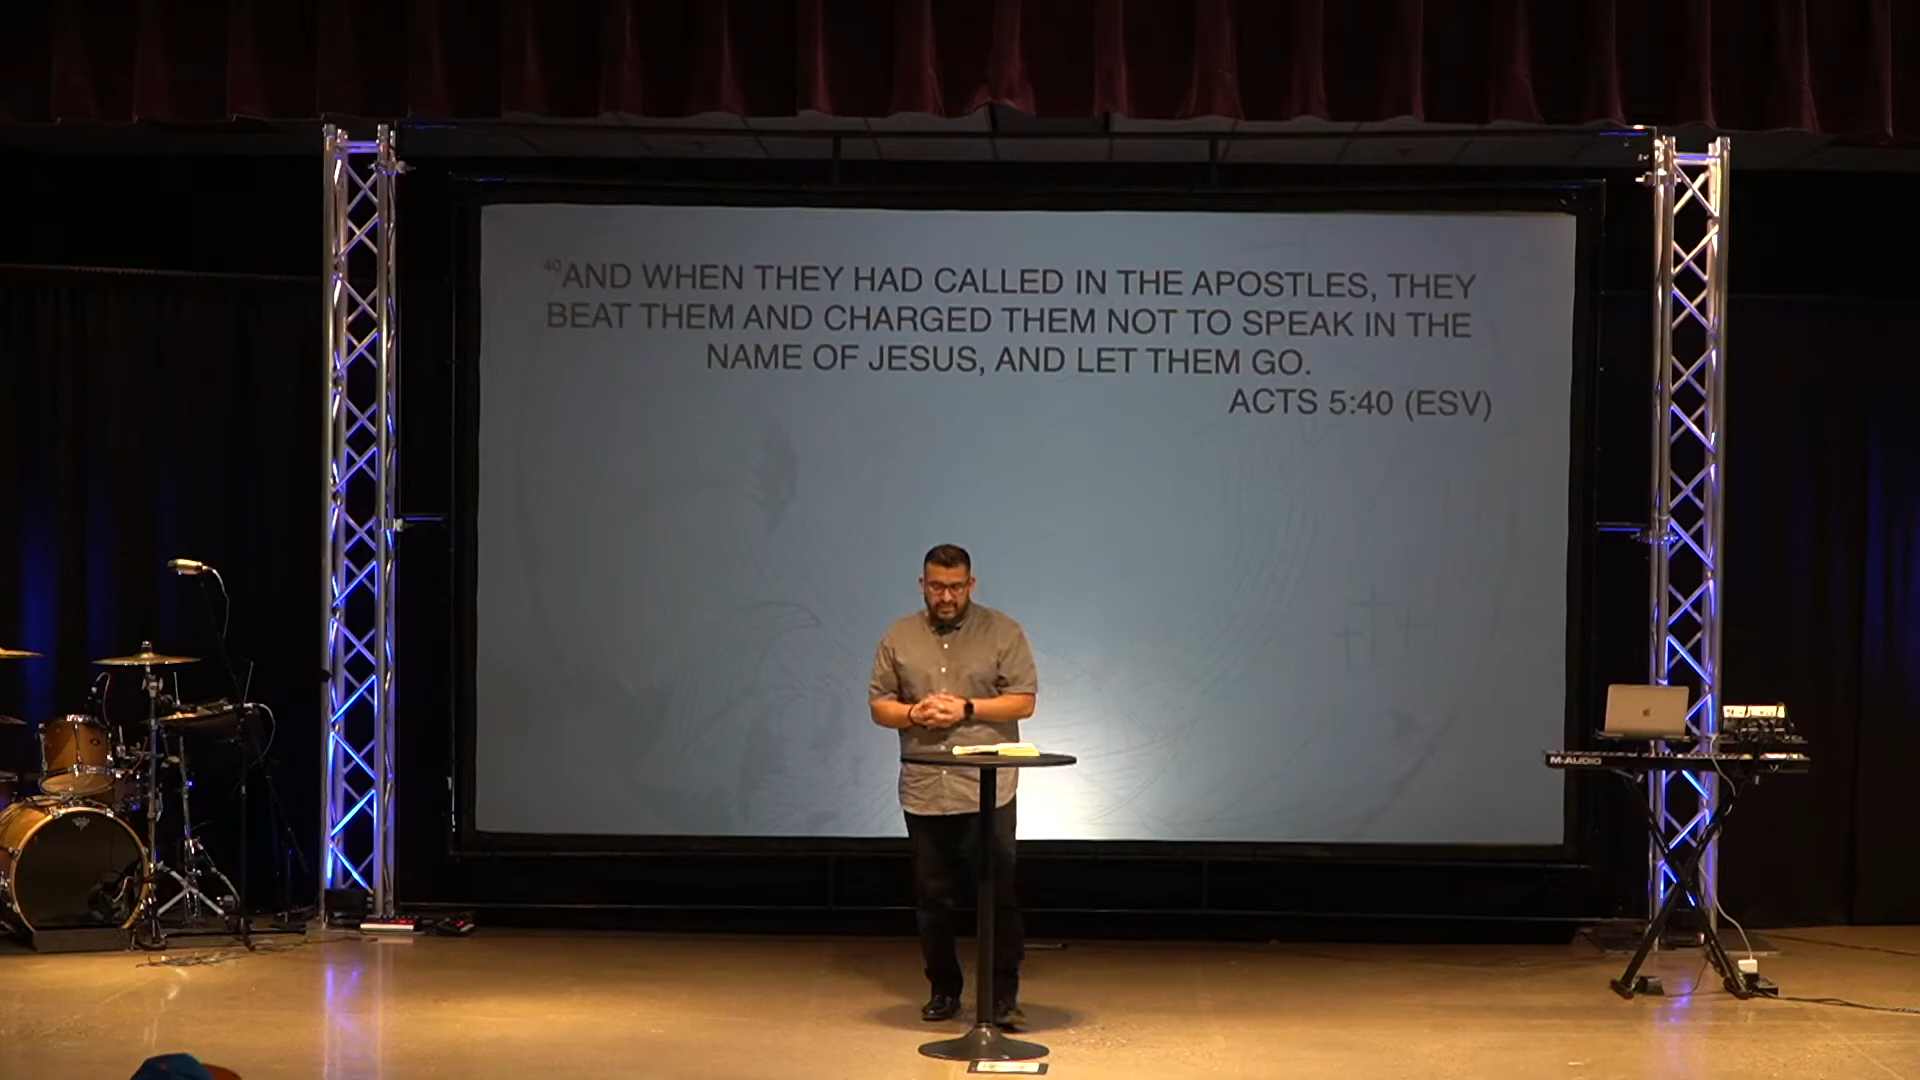 40AND WHEN THEY HAD CALLED IN THE APOSTLES, THEY
BEAT THEM AND CHARGED THEM NOT TO SPEAK IN THE
NAME OF JESUS, AND LET THEM GO.
ACTS 5:40 (ESV)
M-AUDIO